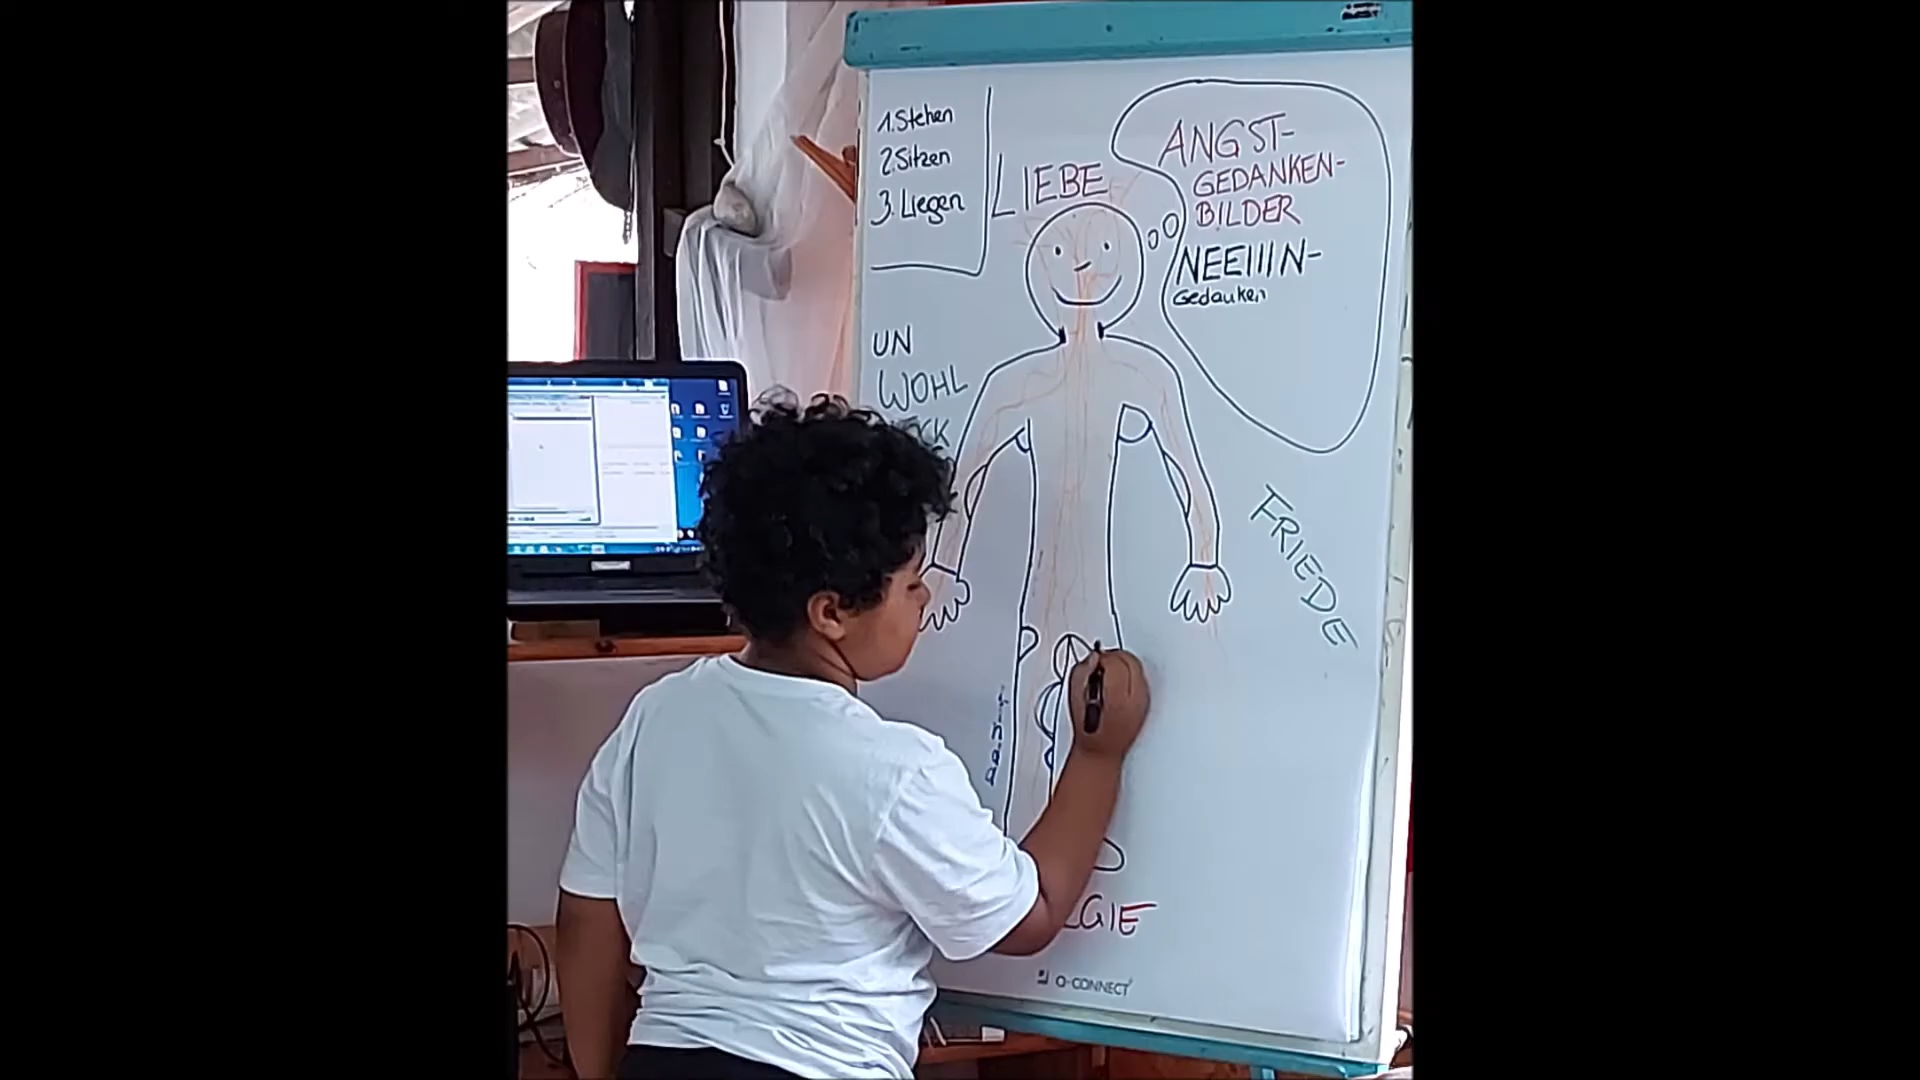 1. Stehen
2. Sitzen
3. Liegen
LIEBE
ANGST-
GEDANKEN-
BILDER
NEEIIIN-
Gedanken
UN
WOHL
FRIEDE
O-CONNECT